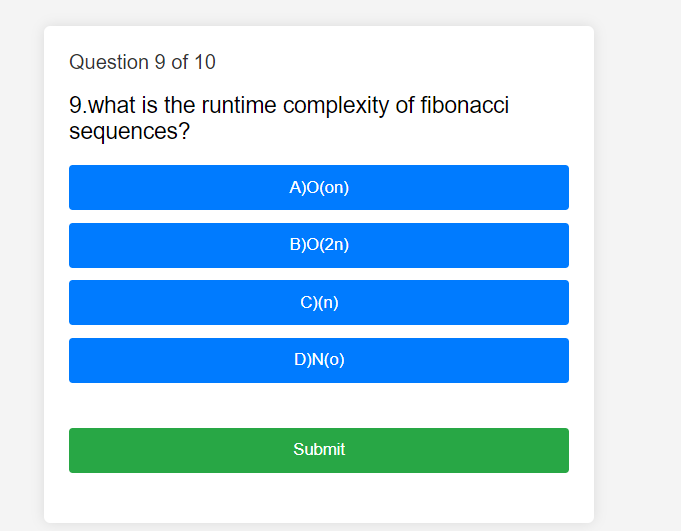 Question 9 of 10
9.what is the runtime complexity of fibonacci
sequences?
A)O(on)
B)O(2n)
C)(n)
D)N(o)
Submit